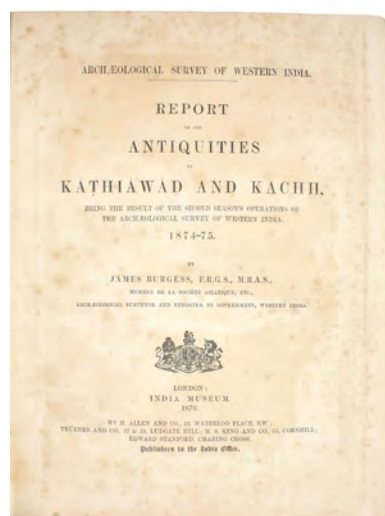 ARCHÆOLOGICAL SURVEY OF WESTERN INDIA.
REPORT
ON THE
ANTIQUITIES
OF
KÂṬHIÂWÂḌ AND KACHH,
BEING THE RESULT OF THE SECOND SEASON'S OPERATIONS OF
THE ARCHÆOLOGICAL SURVEY OF WESTERN INDIA.
1874–75.
BY
JAMES BURGESS, F.R.G.S., M.R.A.S.,
MEMBRE DE LA SOCIÉTÉ ASIATIQUE, ETC.,
ARCHÆOLOGICAL SURVEYOR AND REPORTER TO GOVERNMENT, WESTERN INDIA.
LONDON:
INDIA MUSEUM.
1876.
WM H. ALLEN AND CO., 13, WATERLOO PLACE, S.W.;
TRÜBNER AND CO., 57 & 59, LUDGATE HILL; H. S. KING AND CO., 65, CORNHILL;
EDWARD STANFORD, CHARING CROSS.
Publishers to the India Office.